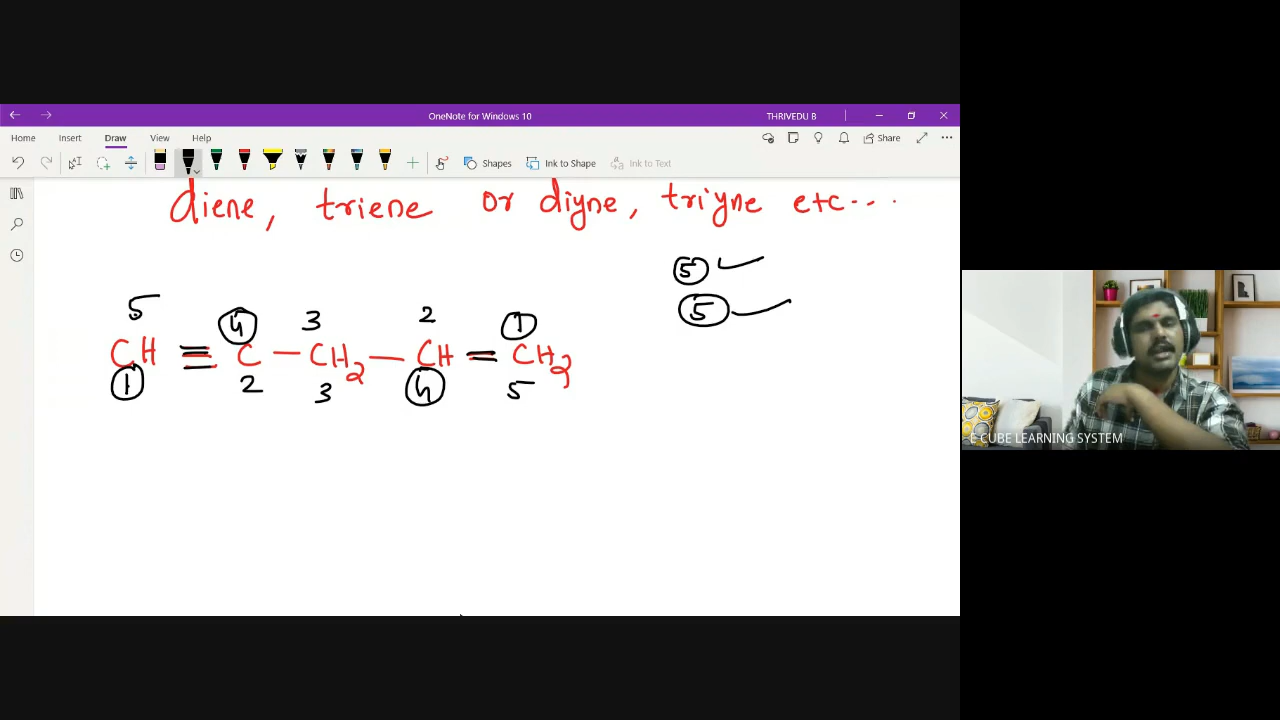 OneNote for Windows 10
THRIVEDU B
Home Insert Draw View Help
Share
Shapes Ink to Shape Ink to Text
diene, triene or diyne, triyne etc...
5
5
5 4 3 2 1
CH ≡ C — CH2 — CH = CH2
1 2 3 4 5
E CUBE LEARNING SYSTEM